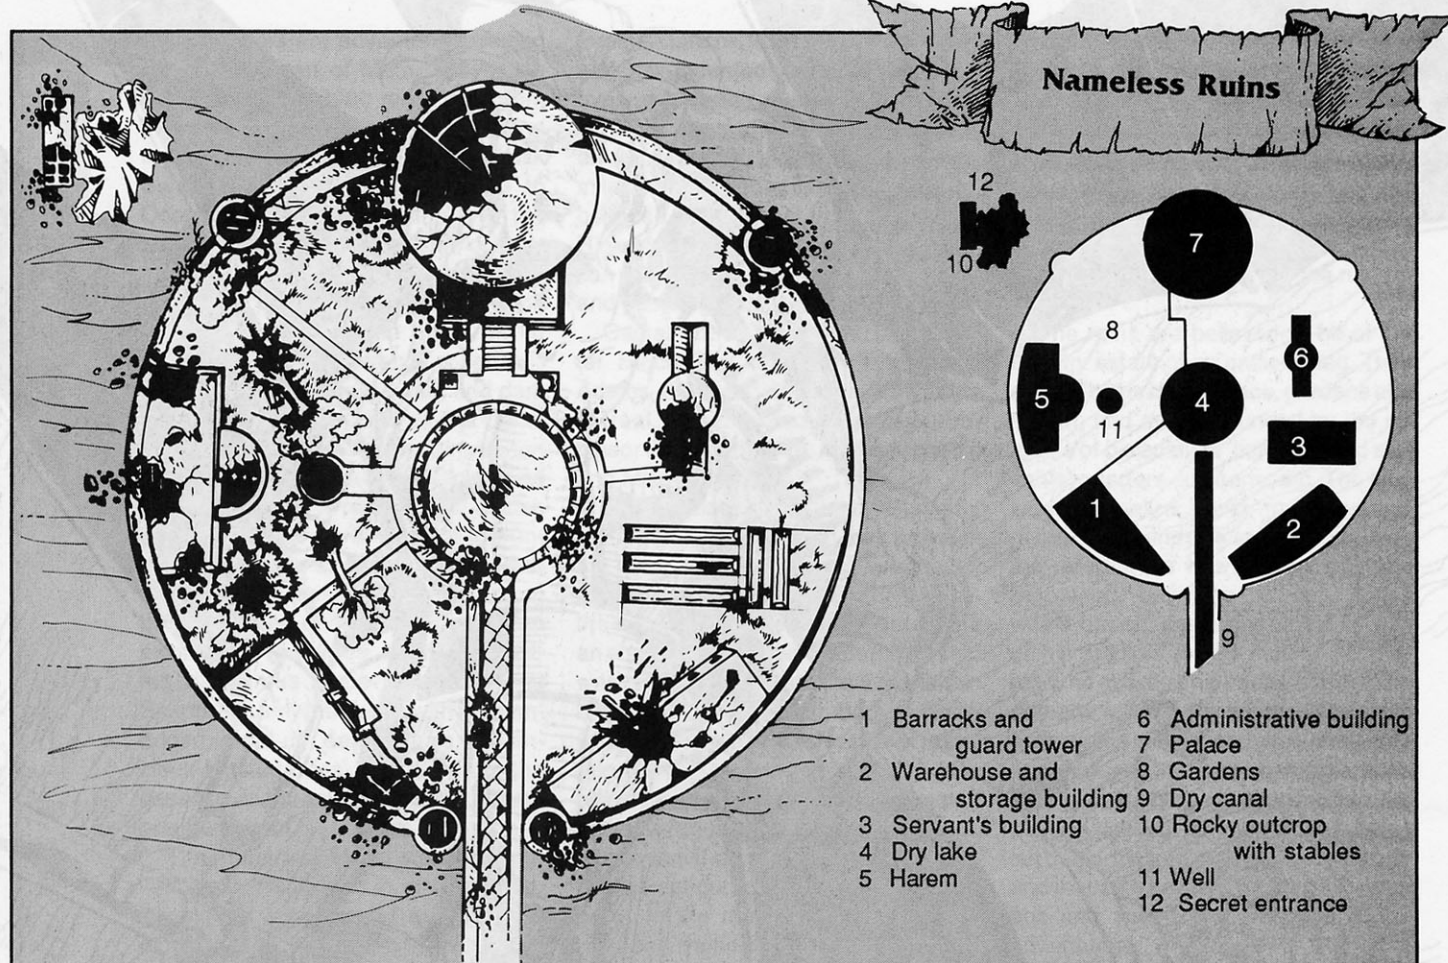 Nameless Ruins
12
10
7
8
6
5
11
4
3
1
2
9
1 Barracks and
guard tower
2 Warehouse and
storage building
3 Servant's building
4 Dry lake
5 Harem
6 Administrative building
7 Palace
8 Gardens
9 Dry canal
10 Rocky outcrop
with stables
11 Well
12 Secret entrance